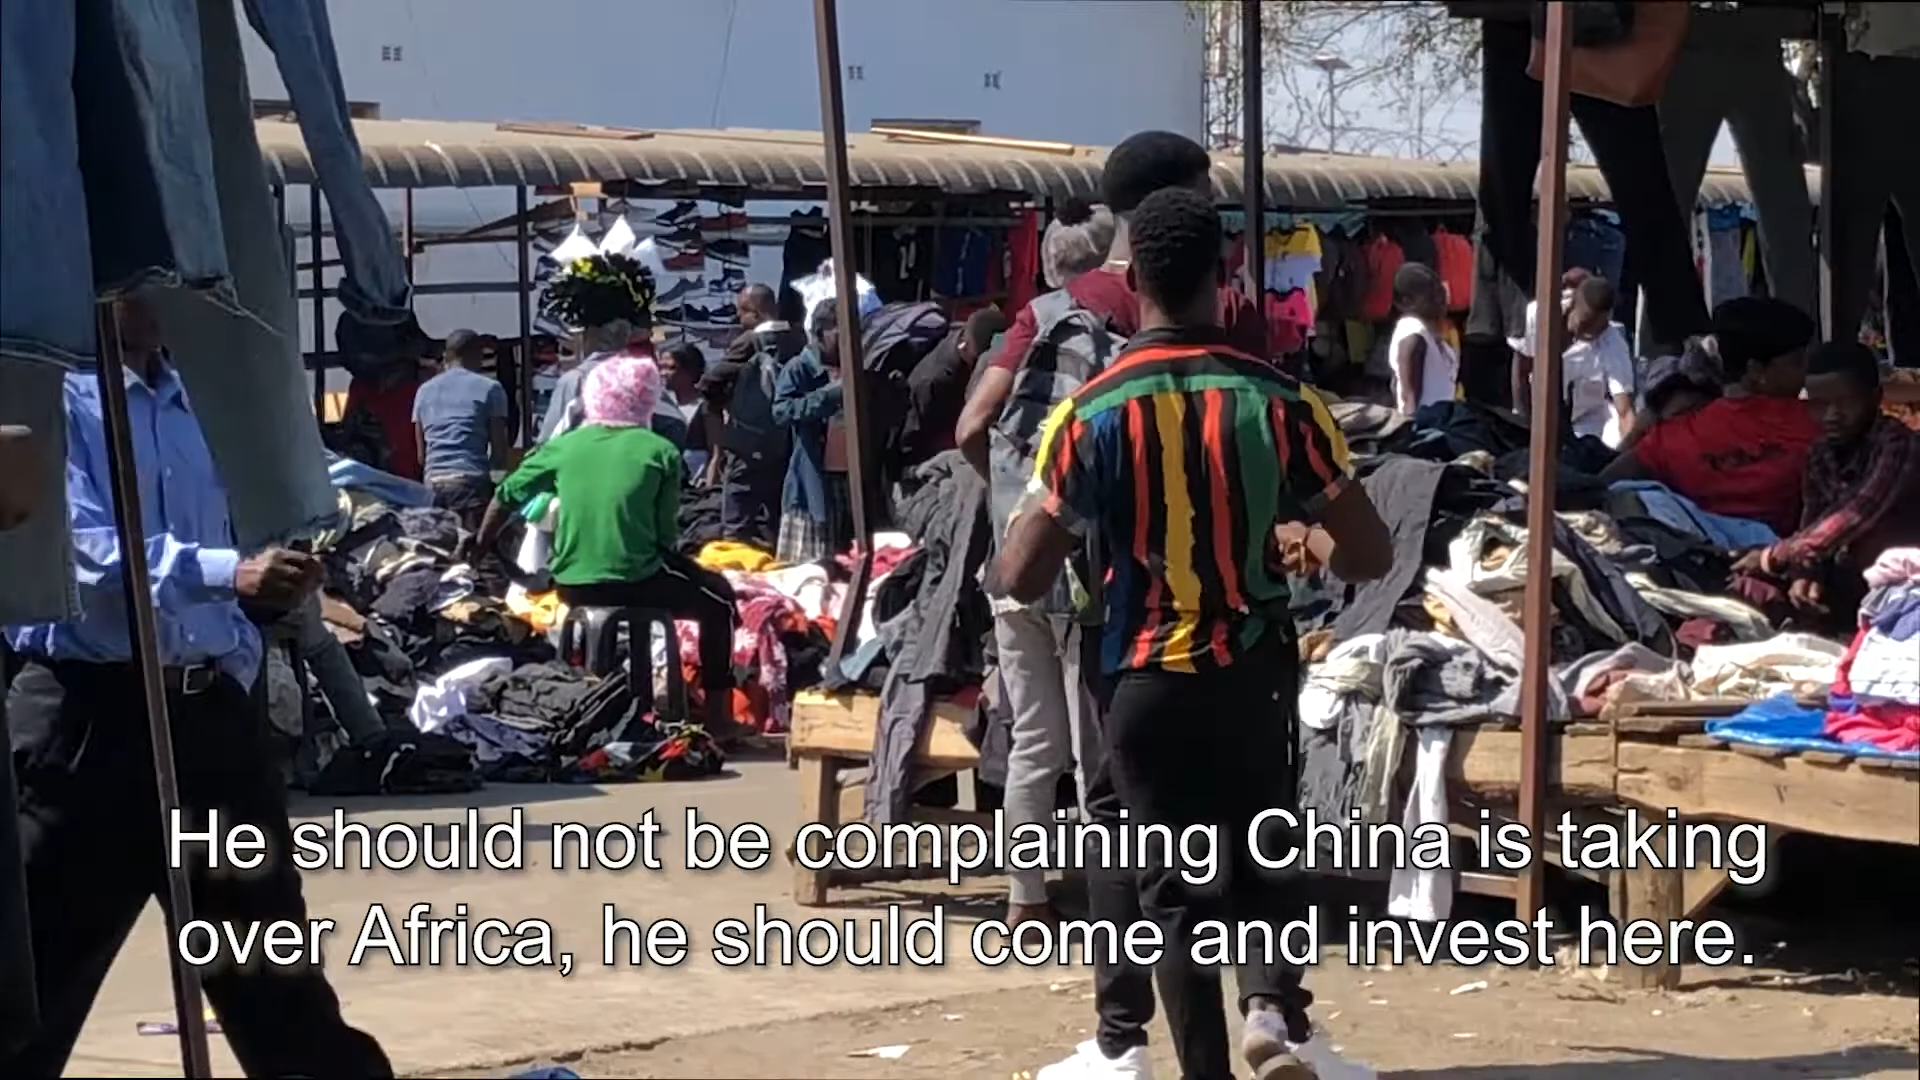 He should not be complaining China is taking
over Africa, he should come and invest here.